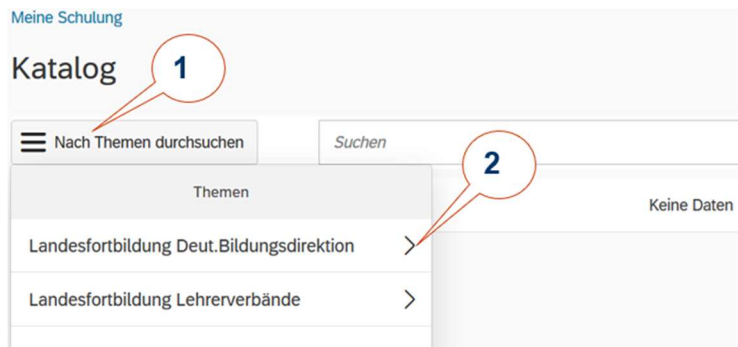 Meine Schulung
Katalog
1
Nach Themen durchsuchen
Suchen
2
Themen
Keine Daten
Landesfortbildung Deut.Bildungsdirektion
Landesfortbildung Lehrerverbände